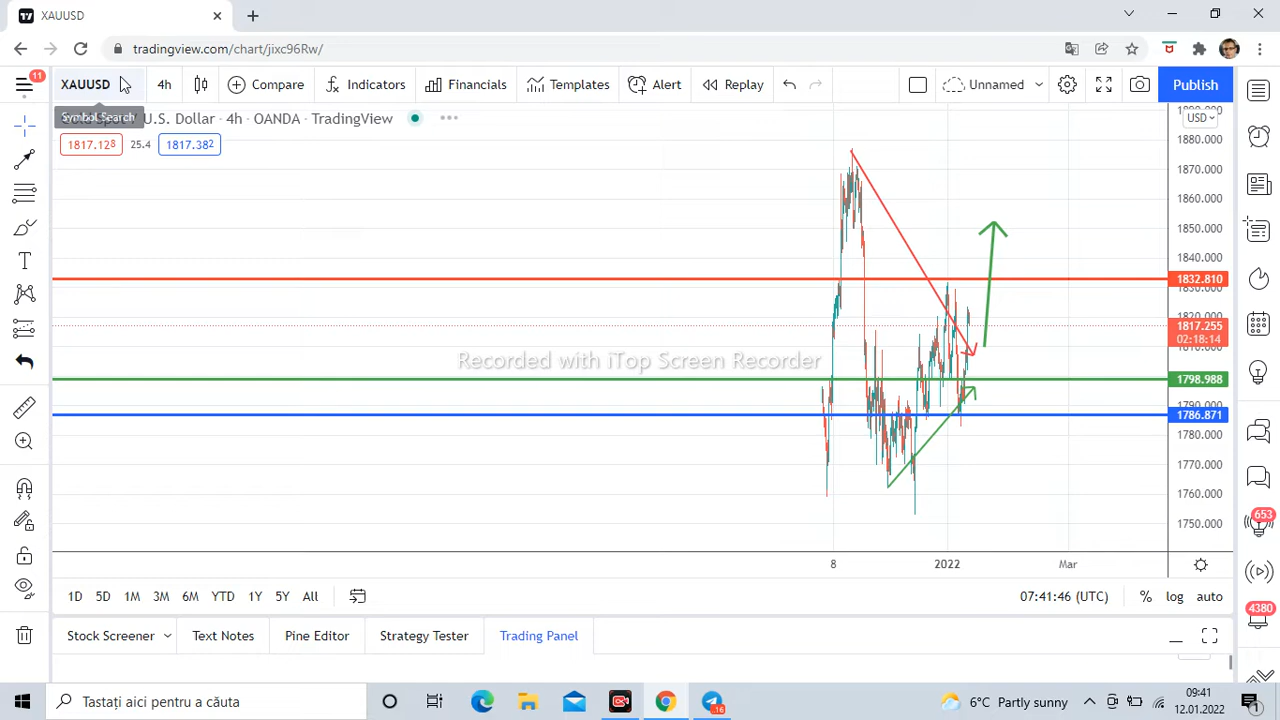 XAUUSD
tradingview.com/chart/jixc96Rw/
11
XAUUSD
4h
Compare
Indicators
Financials
Templates
Alert
Replay
Unnamed
Publish
Symbol Search
U.S. Dollar · 4h · OANDA · TradingView
USD
1817.128
25.4
1817.382
1880.000
1870.000
1860.000
1850.000
1840.000
1832.810
1817.255
02:18:14
1798.988
1790.000
1786.871
1780.000
1770.000
1760.000
1750.000
Recorded with iTop Screen Recorder
8
2022
Mar
1D 5D 1M 3M 6M YTD 1Y 5Y All
07:41:46 (UTC)
%
log
auto
653
4380
Stock Screener
Text Notes
Pine Editor
Strategy Tester
Trading Panel
Tastați aici pentru a căuta
16
6°C Partly sunny
09:41
12.01.2022
1